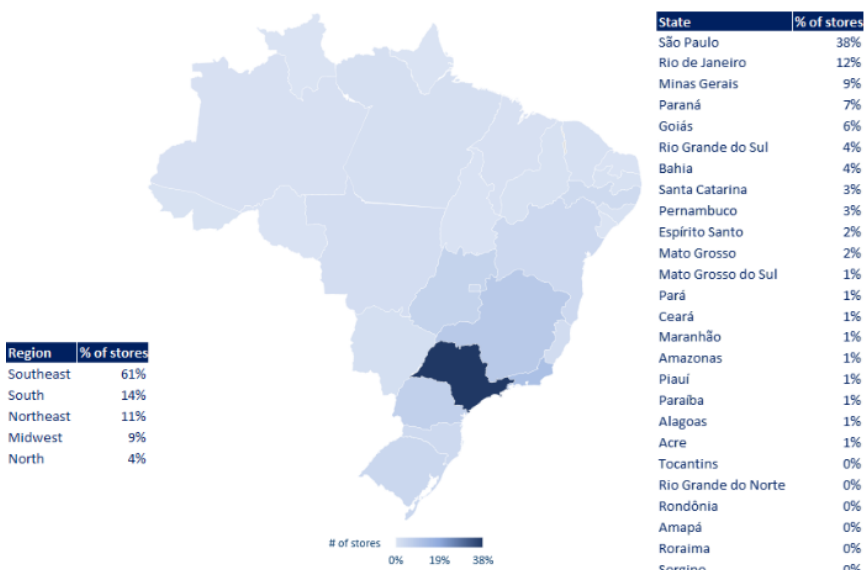 State % of stores
São Paulo 38%
Rio de Janeiro 12%
Minas Gerais 9%
Paraná 7%
Goiás 6%
Rio Grande do Sul 4%
Bahia 4%
Santa Catarina 3%
Pernambuco 3%
Espírito Santo 2%
Mato Grosso 2%
Mato Grosso do Sul 1%
Pará 1%
Ceará 1%
Maranhão 1%
Amazonas 1%
Piauí 1%
Paraíba 1%
Alagoas 1%
Acre 1%
Tocantins 0%
Rio Grande do Norte 0%
Rondônia 0%
Amapá 0%
Roraima 0%
Sergipe 0%
Region % of stores
Southeast 61%
South 14%
Northeast 11%
Midwest 9%
North 4%
# of stores
0% 19% 38%